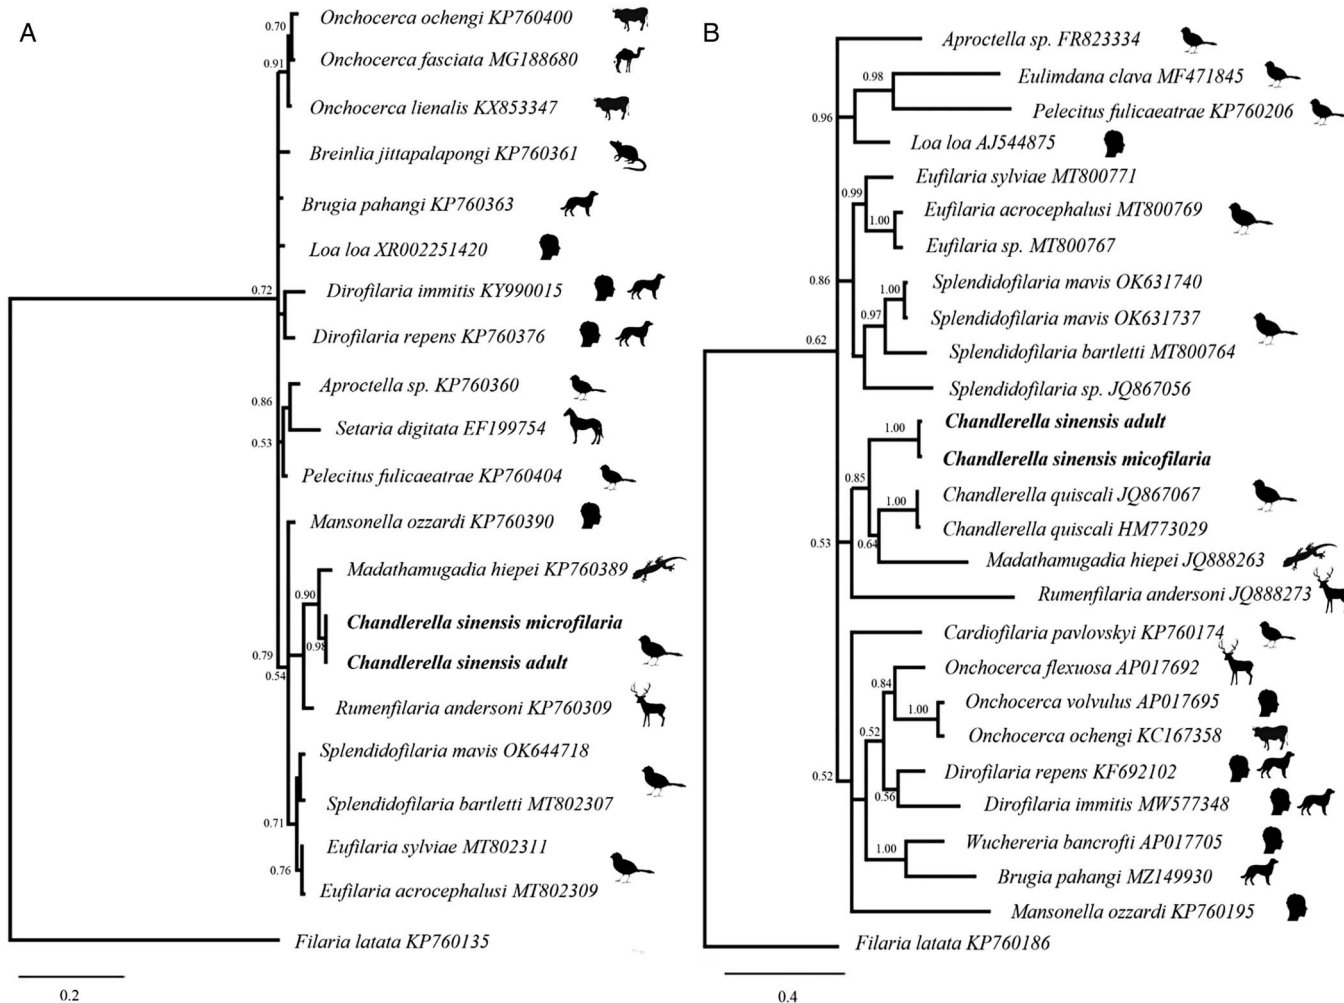 A
0.70
Onchocerca ochengi KP760400
0.91
Onchocerca fasciata MG188680
Onchocerca lienalis KX853347
Breinlia jittapalapongi KP760361
Brugia pahangi KP760363
Loa loa XR002251420
0.72
Dirofilaria immitis KY990015
Dirofilaria repens KP760376
Aproctella sp. KP760360
0.86
Setaria digitata EF199754
0.53
Pelecitus fulicaeatrae KP760404
Mansonella ozzardi KP760390
Madathamugadia hiepei KP760389
0.90
Chandlerella sinensis microfilaria
0.98
Chandlerella sinensis adult
0.79
0.54
Rumenfilaria andersoni KP760309
Splendidofilaria mavis OK644718
Splendidofilaria bartletti MT802307
0.71
Eufilaria sylviae MT802311
0.76
Eufilaria acrocephalusi MT802309
Filaria latata KP760135
0.2
B
Aproctella sp. FR823334
0.98
Eulimdana clava MF471845
Pelecitus fulicaeatrae KP760206
0.96
Loa loa AJ544875
Eufilaria sylviae MT800771
0.99
Eufilaria acrocephalusi MT800769
1.00
Eufilaria sp. MT800767
0.86
Splendidofilaria mavis OK631740
1.00
Splendidofilaria mavis OK631737
0.97
0.62
Splendidofilaria bartletti MT800764
Splendidofilaria sp. JQ867056
Chandlerella sinensis adult
1.00
Chandlerella sinensis micofilaria
0.85
Chandlerella quiscali JQ867067
1.00
Chandlerella quiscali HM773029
0.53
0.64
Madathamugadia hiepei JQ888263
Rumenfilaria andersoni JQ888273
Cardiofilaria pavlovskyi KP760174
Onchocerca flexuosa AP017692
0.84
Onchocerca volvulus AP017695
1.00
Onchocerca ochengi KC167358
0.52
Dirofilaria repens KF692102
0.52
0.56
Dirofilaria immitis MW577348
Wuchereria bancrofti AP017705
1.00
Brugia pahangi MZ149930
Mansonella ozzardi KP760195
Filaria latata KP760186
0.4